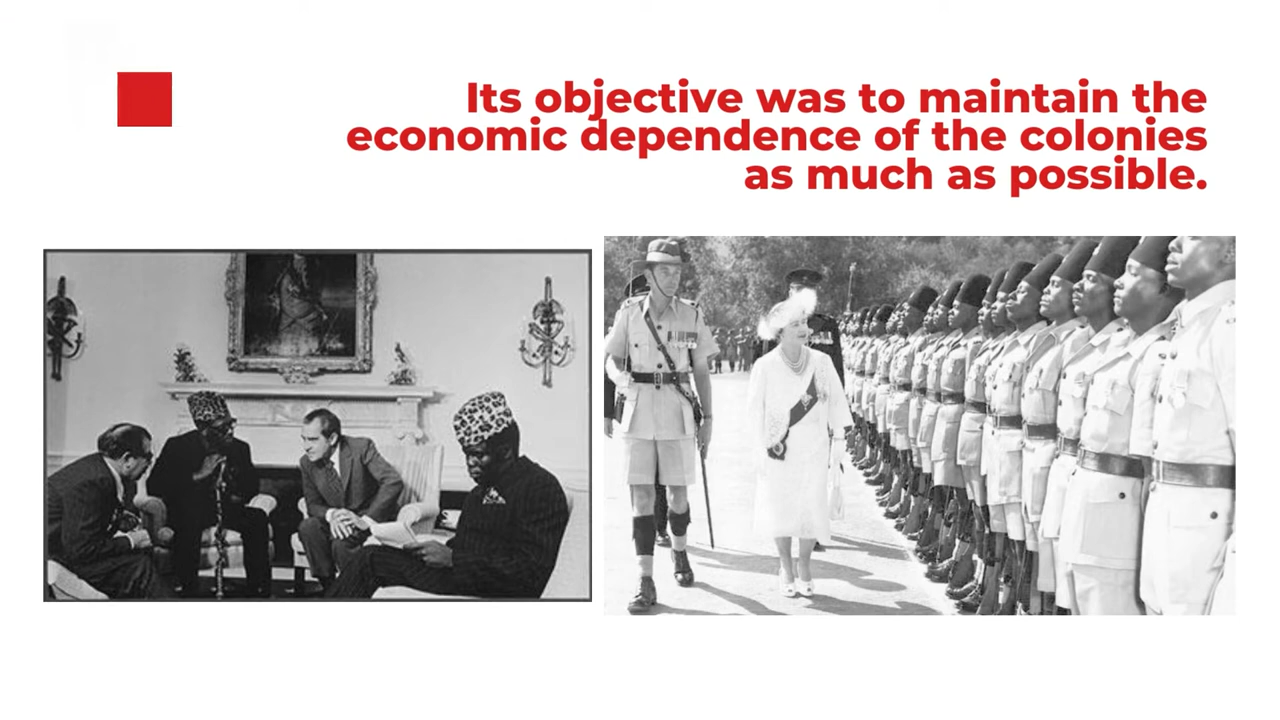 Its objective was to maintain the
economic dependence of the colonies
as much as possible.